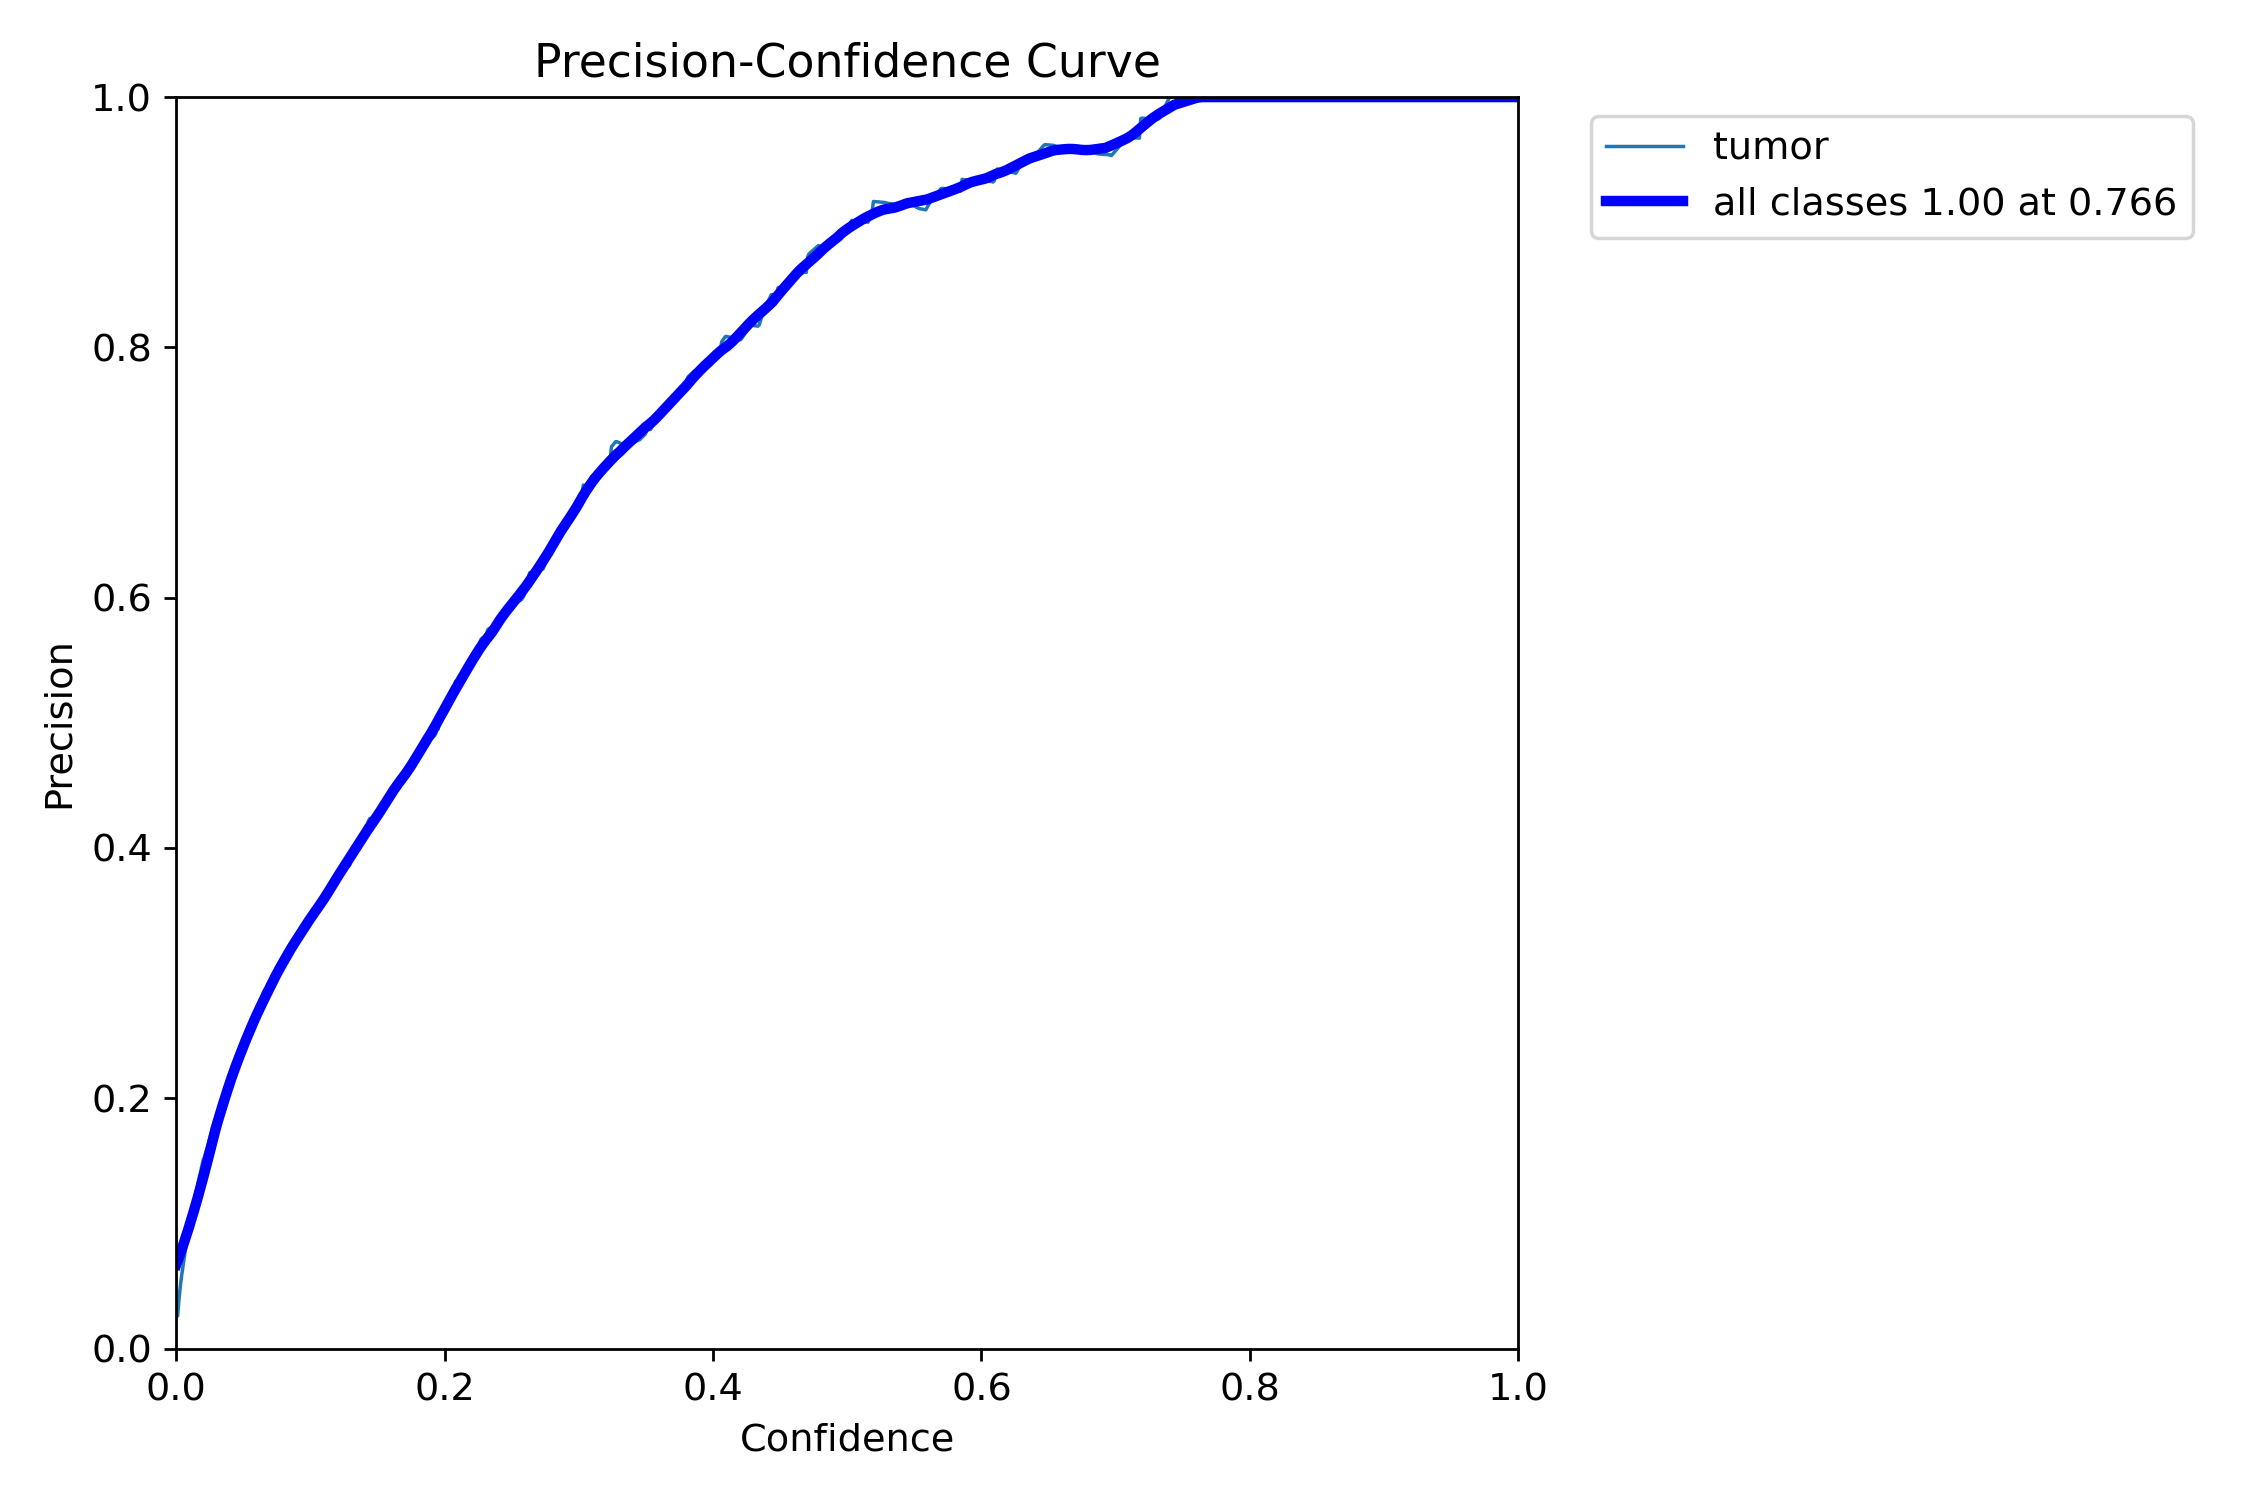 Precision-Confidence Curve
1.0
0.8
0.6
0.4
0.2
0.0
Precision
0.0 0.2 0.4 0.6 0.8 1.0
Confidence
tumor
all classes 1.00 at 0.766